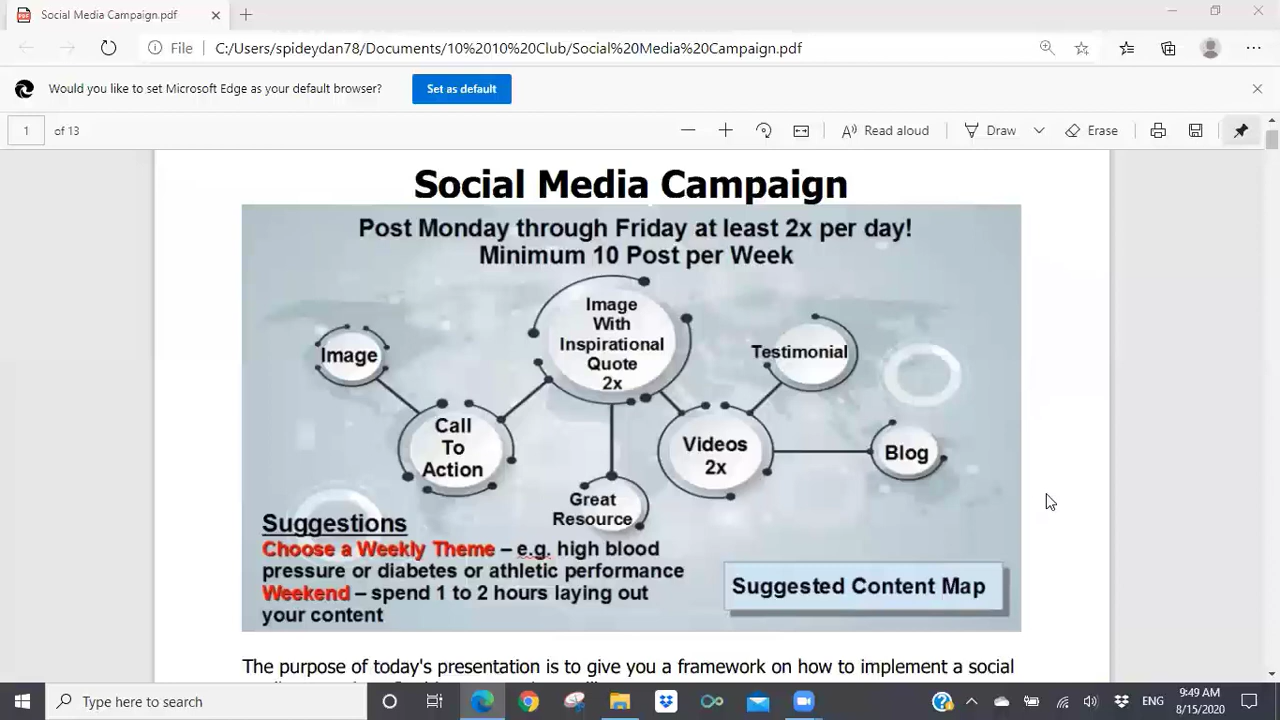 Social Media Campaign.pdf
File
C:/Users/spideydan78/Documents/10%2010%20Club/Social%20Media%20Campaign.pdf
Would you like to set Microsoft Edge as your default browser?
Set as default
1
of 13
Read aloud
Draw
Erase
Social Media Campaign
Post Monday through Friday at least 2x per day!
Minimum 10 Post per Week
Image
Call
To
Action
Image
With
Inspirational
Quote
2x
Great
Resource
Videos
2x
Testimonial
Blog
Suggestions
Choose a Weekly Theme – e.g. high blood
pressure or diabetes or athletic performance
Weekend – spend 1 to 2 hours laying out
your content
Suggested Content Map
The purpose of today's presentation is to give you a framework on how to implement a social
Type here to search
ENG
9:49 AM
8/15/2020